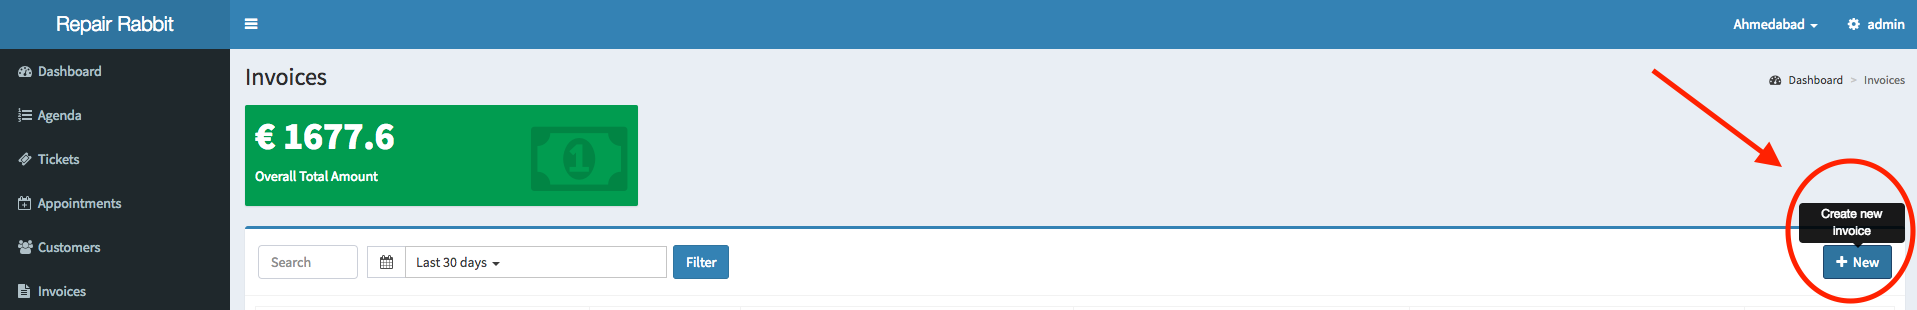 Repair Rabbit
Ahmedabad
admin
Dashboard
Agenda
Tickets
Appointments
Customers
Invoices
Invoices
Dashboard > Invoices
€ 1677.6
1
Overall Total Amount
Create new
invoice
Search
Last 30 days
Filter
+ New